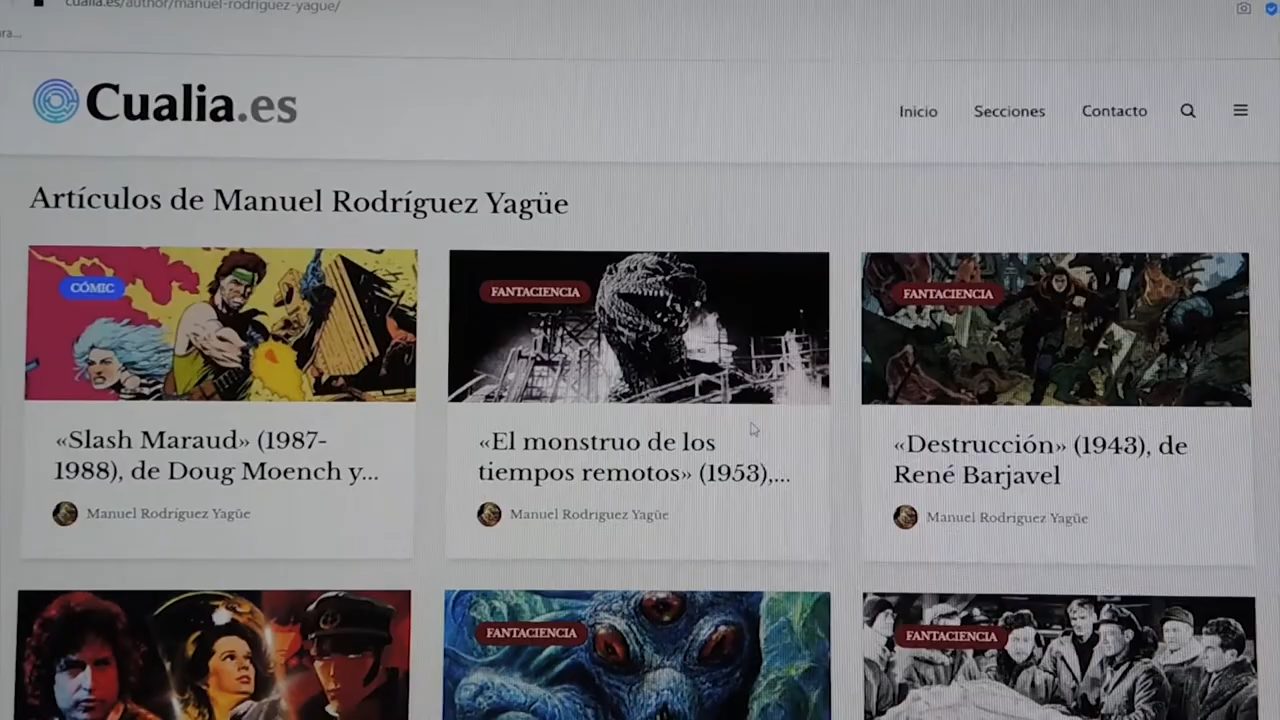 cualia.es/author/manuel-rodriguez-yague/
ara...
Cualia.es
Inicio
Secciones
Contacto
Artículos de Manuel Rodríguez Yagüe
CÓMIC
FANTACIENCIA
FANTACIENCIA
«Slash Maraud» (1987-
1988), de Doug Moench y...
Manuel Rodríguez Yagüe
«El monstruo de los
tiempos remotos» (1953),...
Manuel Rodríguez Yagüe
«Destrucción» (1943), de
René Barjavel
Manuel Rodríguez Yagüe
FANTACIENCIA
FANTACIENCIA